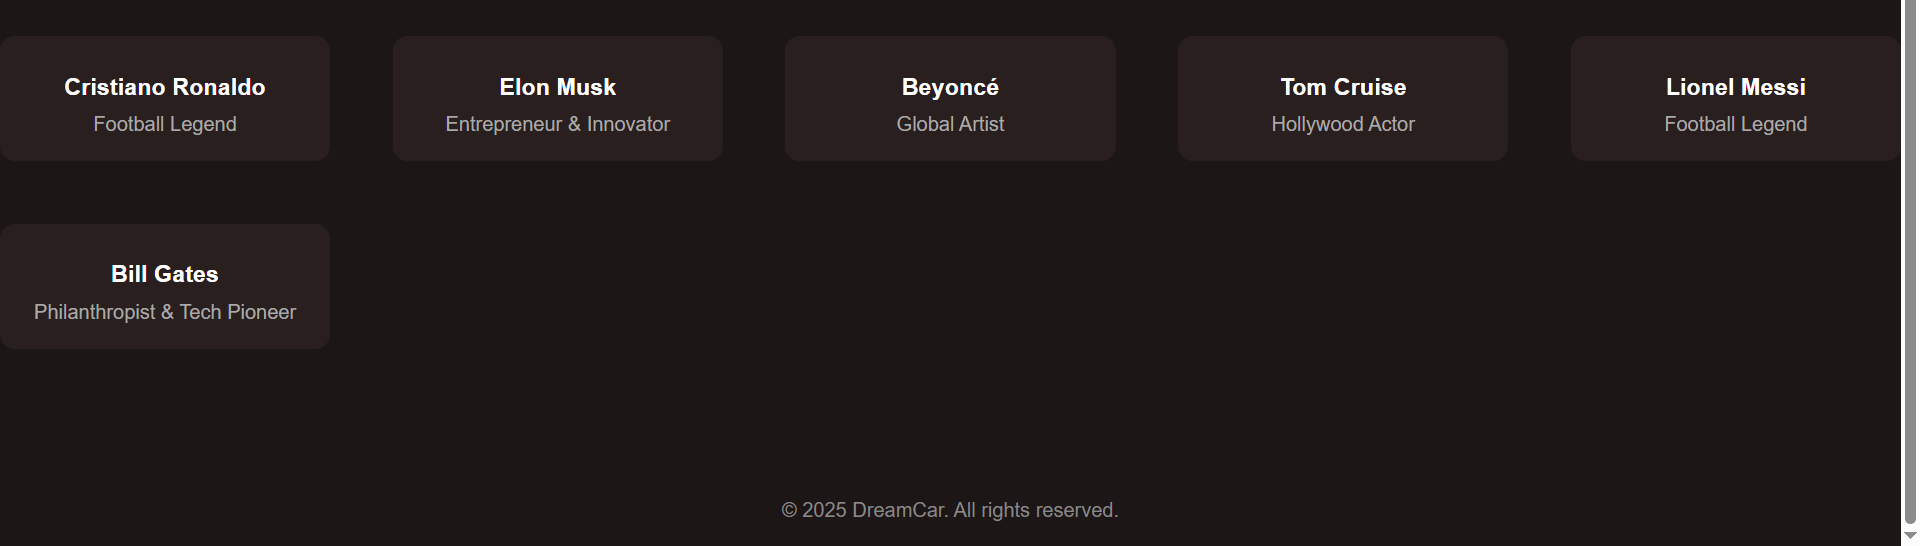 Cristiano Ronaldo
Football Legend
Elon Musk
Entrepreneur & Innovator
Beyoncé
Global Artist
Tom Cruise
Hollywood Actor
Lionel Messi
Football Legend
Bill Gates
Philanthropist & Tech Pioneer
© 2025 DreamCar. All rights reserved.